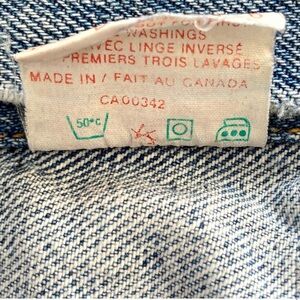 WASHINGS
AVEC LINGE INVERSÉ
PREMIERS TROIS LAVAGES
MADE IN / FAIT AU CANADA
CA00342
50°C